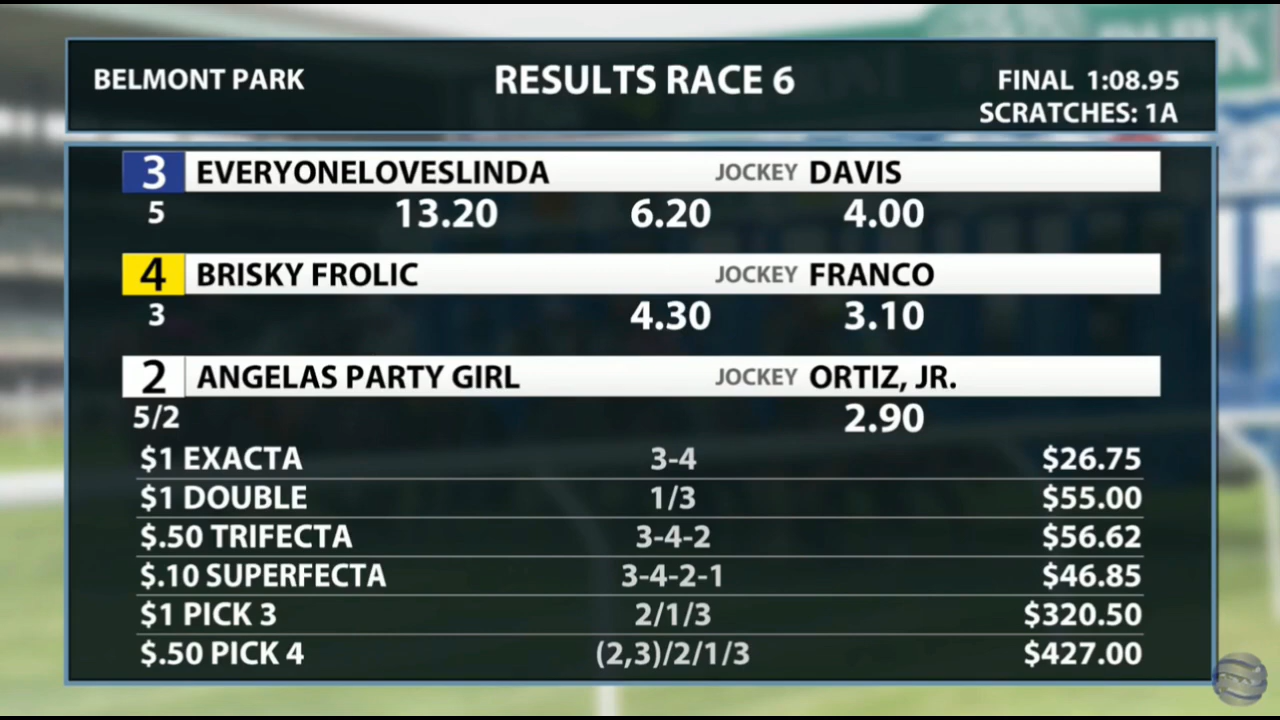 BELMONT PARK
RESULTS RACE 6
FINAL 1:08.95
SCRATCHES: 1A
3 EVERYONELOVESLINDA JOCKEY DAVIS
5 13.20 6.20 4.00
4 BRISKY FROLIC JOCKEY FRANCO
3 4.30 3.10
2 ANGELAS PARTY GIRL JOCKEY ORTIZ, JR.
5/2 2.90
$1 EXACTA 3-4 $26.75
$1 DOUBLE 1/3 $55.00
$.50 TRIFECTA 3-4-2 $56.62
$.10 SUPERFECTA 3-4-2-1 $46.85
$1 PICK 3 2/1/3 $320.50
$.50 PICK 4 (2,3)/2/1/3 $427.00
PARK